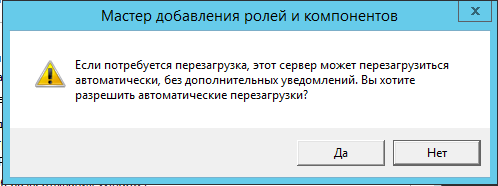 Мастер добавления ролей и компонентов
x
Если потребуется перезагрузка, этот сервер может перезагрузиться
автоматически, без дополнительных уведомлений. Вы хотите
разрешить автоматические перезагрузки?
Да
Нет